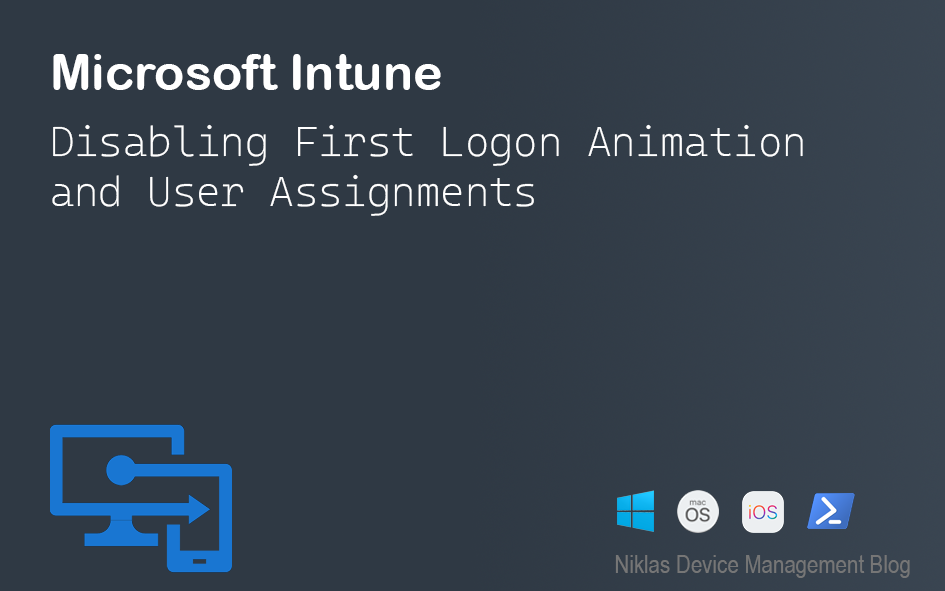 Microsoft Intune
Disabling First Logon Animation
and User Assignments
mac
OS
iOS
Niklas Device Management Blog